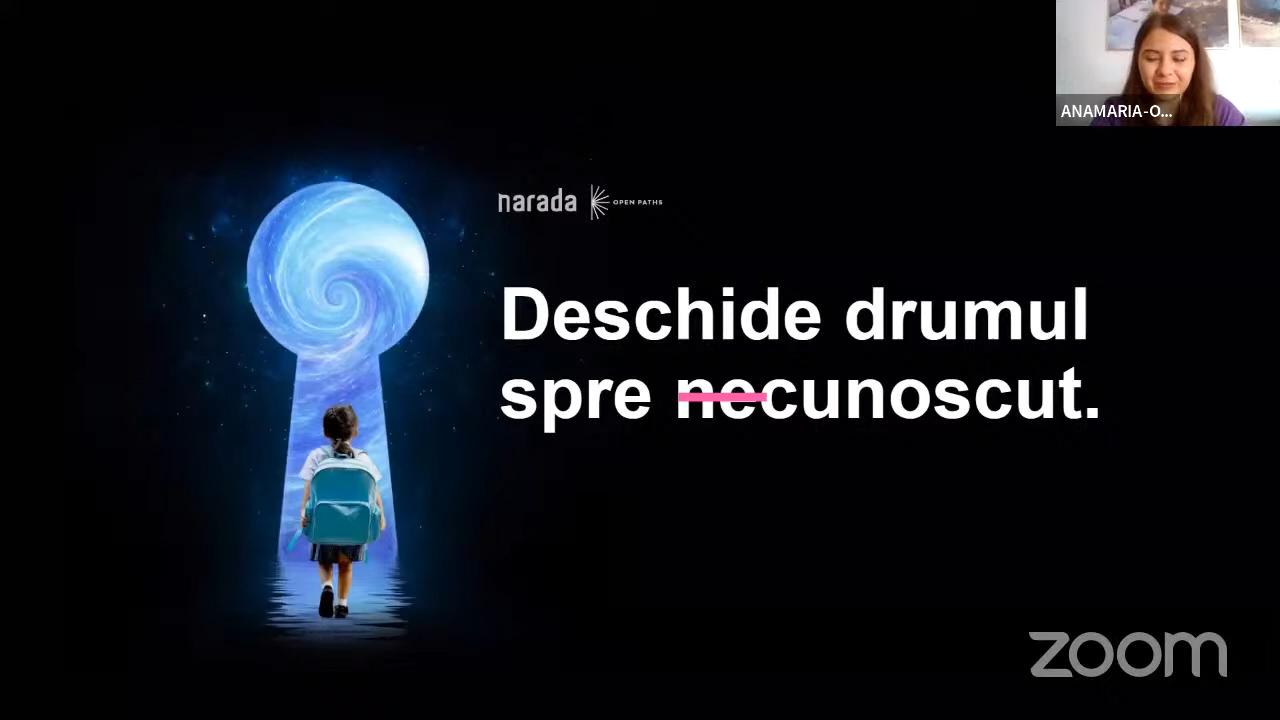 ANAMARIA-O...
narada OPEN PATHS
Deschide drumul
spre necunoscut.
zoom